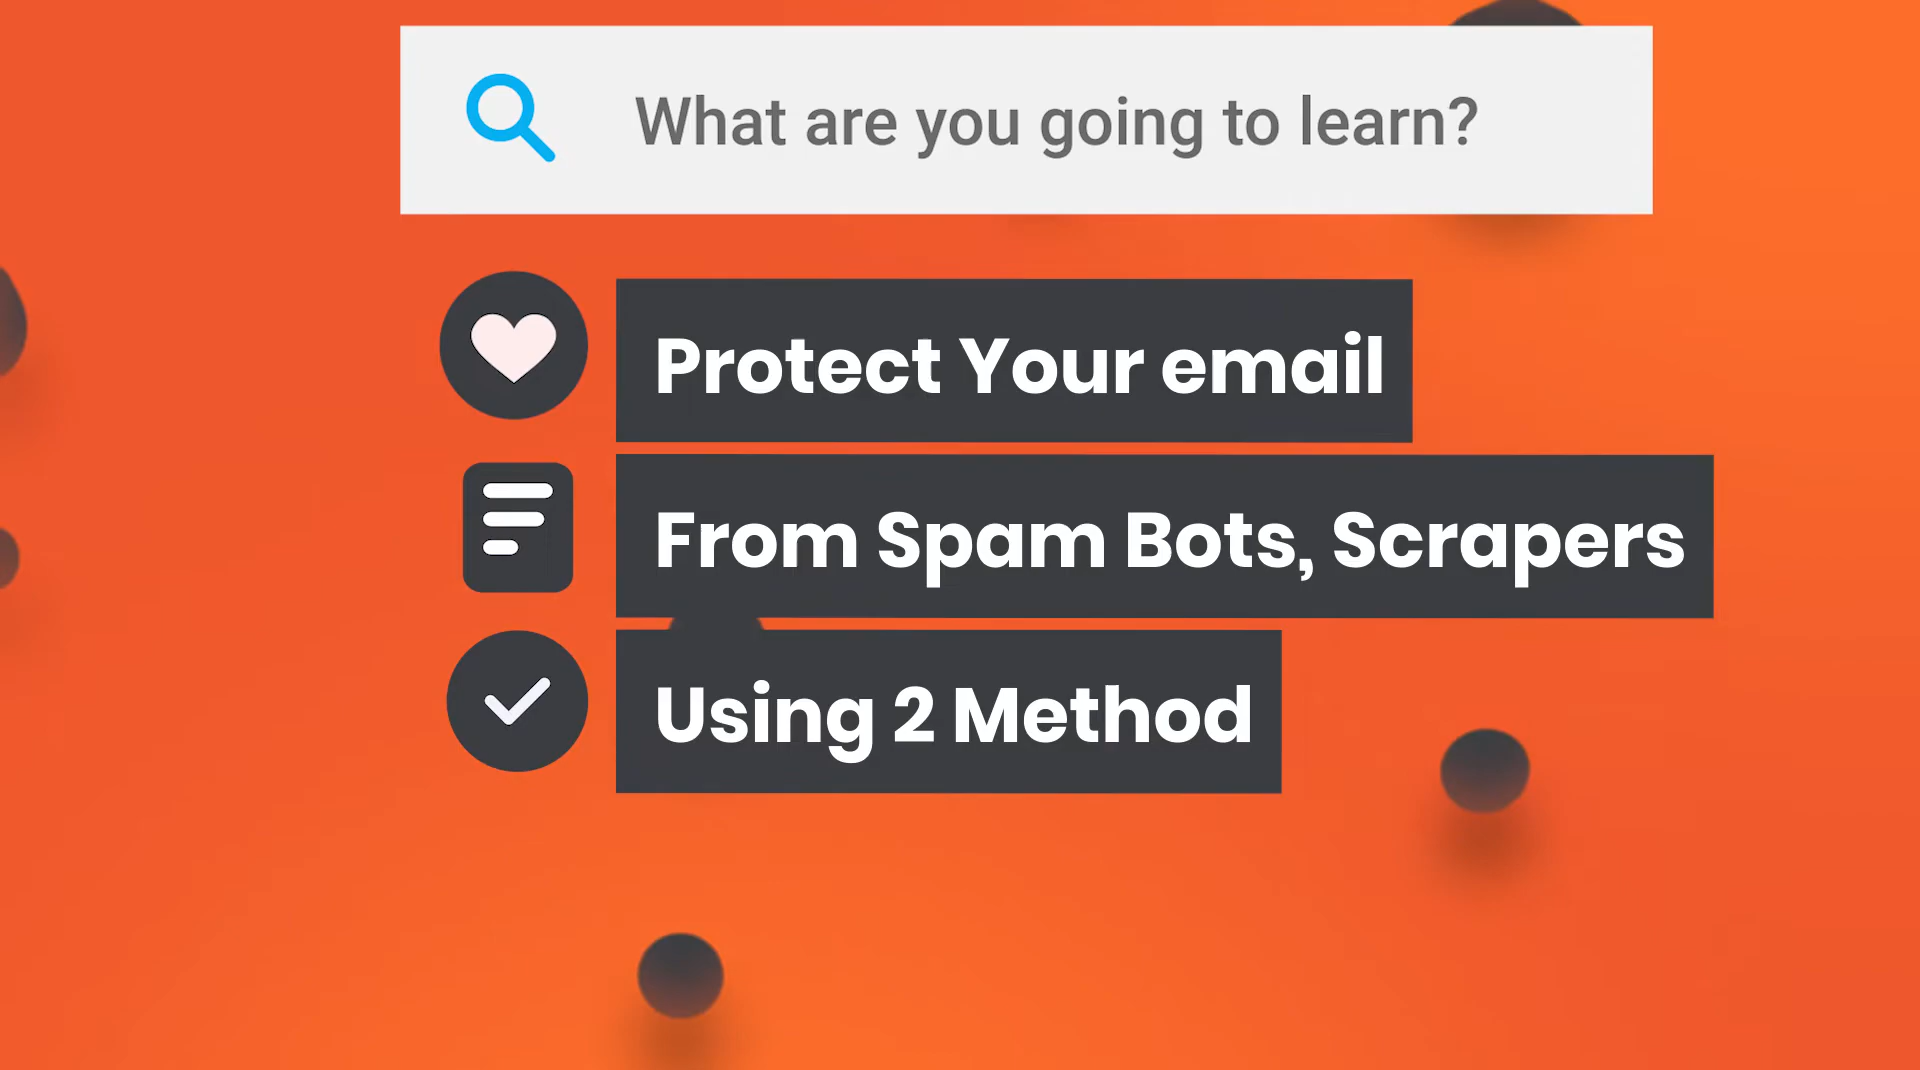 What are you going to learn?
Protect Your email
From Spam Bots, Scrapers
Using 2 Method